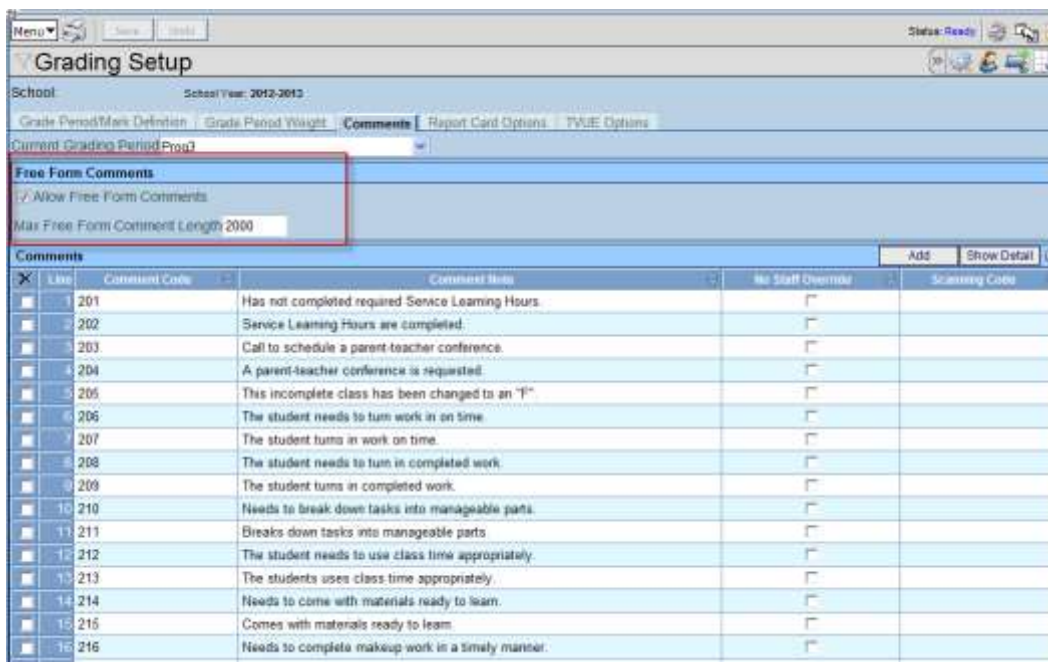 Menu Save Undo Status: Ready
Grading Setup
School: School Year: 2012-2013
Grade Period/Mark Definition Grade Period Weight Comments Report Card Options TVUE Options
Current Grading Period Prog3
Free Form Comments
Allow Free Form Comments
Max Free Form Comment Length 2000
Comments Add Show Detail
X Line Comment Code Comment Note No Staff Override Scanning Code
1 201 Has not completed required Service Learning Hours.
2 202 Service Learning Hours are completed.
3 203 Call to schedule a parent-teacher conference.
4 204 A parent-teacher conference is requested.
5 205 This incomplete class has been changed to an "F".
6 206 The student needs to turn work in on time.
7 207 The student turns in work on time.
8 208 The student needs to turn in completed work.
9 209 The student turns in completed work.
10 210 Needs to break down tasks into manageable parts.
11 211 Breaks down tasks into manageable parts
12 212 The student needs to use class time appropriately.
13 213 The students uses class time appropriately.
14 214 Needs to come with materials ready to learn.
15 215 Comes with materials ready to learn.
16 216 Needs to complete makeup work in a timely manner.